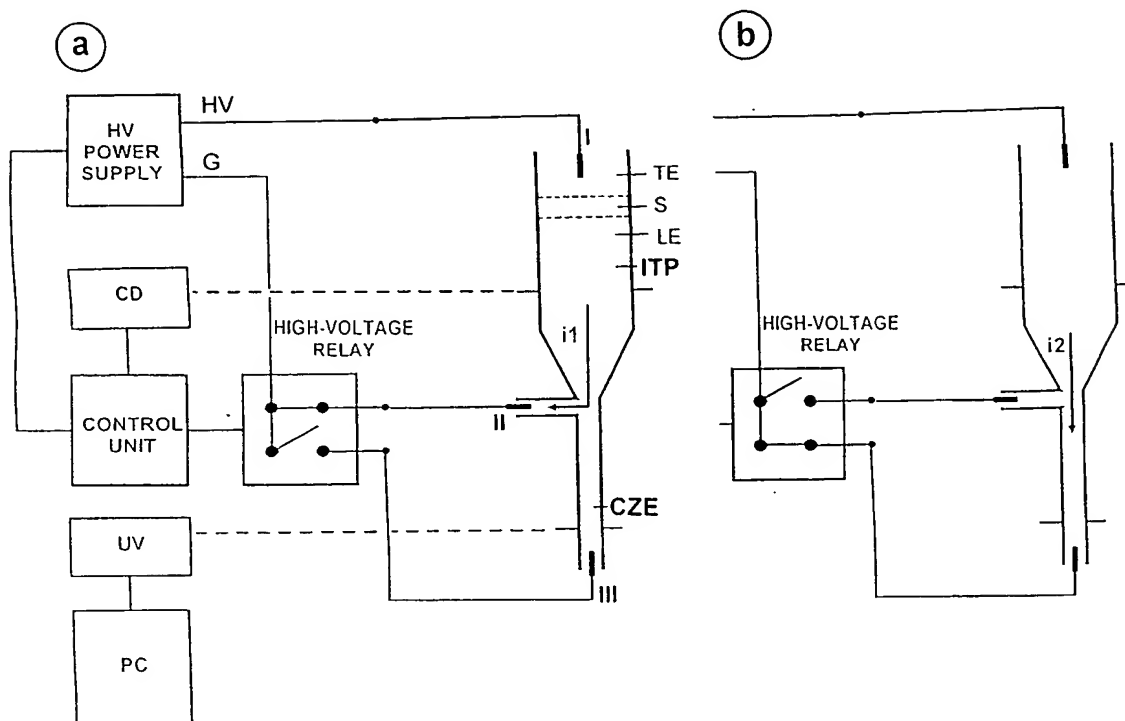 a
HV
POWER
SUPPLY
HV
G
I
TE
S
LE
ITP
CD
HIGH-VOLTAGE
RELAY
i1
CONTROL
UNIT
II
CZE
UV
III
PC
b
HIGH-VOLTAGE
RELAY
i2